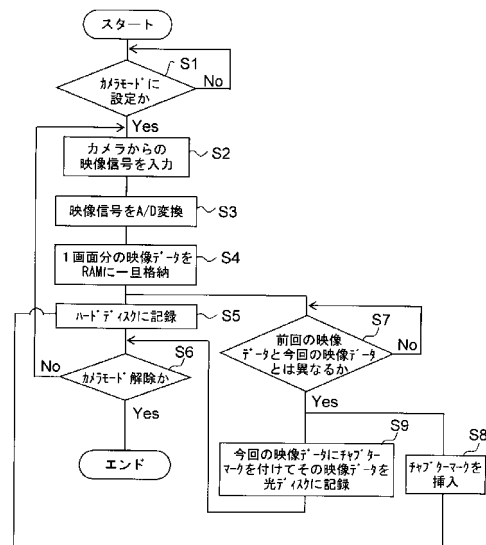 スタート
S1
カメラモードに
設定か
No
Yes
カメラからの
映像信号を入力
S2
映像信号をA/D変換
S3
1画面分の映像データを
RAMに一旦格納
S4
ハードディスクに記録
S5
S7
前回の映像
データと今回の映像データ
とは異なるか
No
Yes
No
S6
カメラモード解除か
Yes
エンド
S9
今回の映像データにチャプター
マークを付けてその映像データを
光ディスクに記録
S8
チャプターマークを
挿入